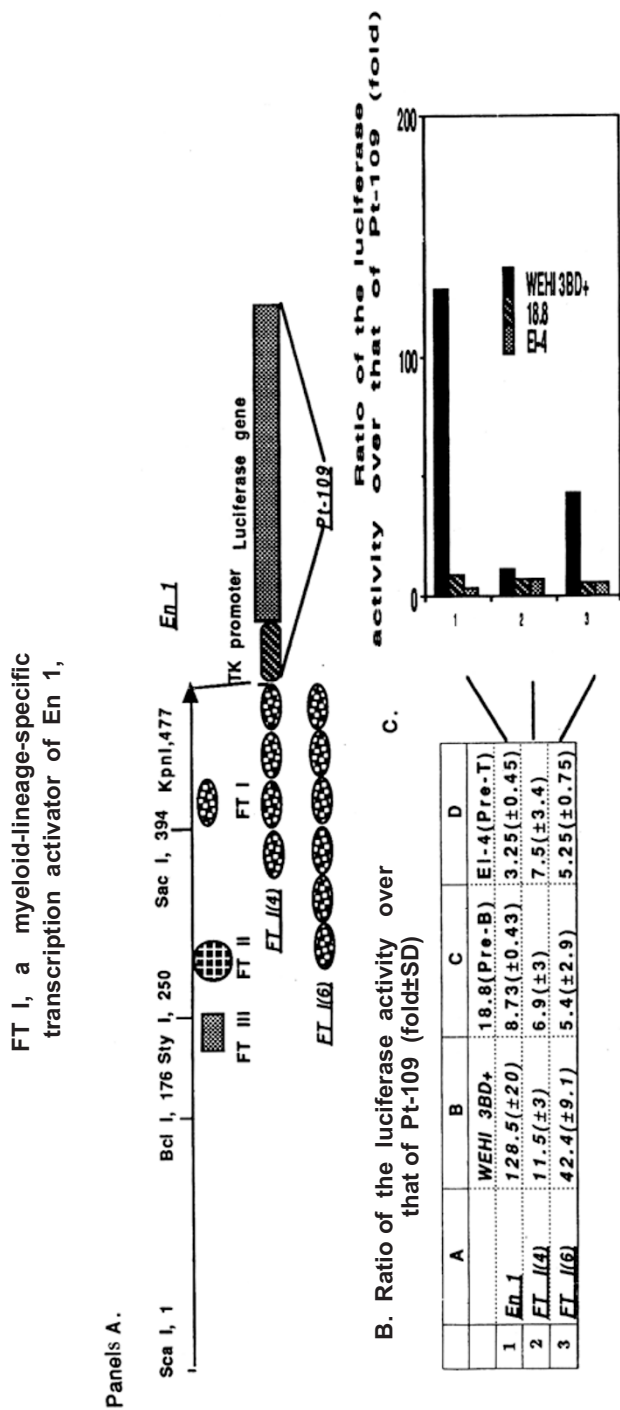 FT I, a myeloid-lineage-specific
transcription activator of En 1,
Panels A.
Sca I, 1
Bcl I, 176
Sty I, 250
Sac I, 394
KpnI,477
En 1
FT III
FT II
FT I
TK promoter
Luciferase gene
FT I(4)
FT I(6)
Pt-109
B. Ratio of the luciferase activity over
that of Pt-109 (fold±SD)
A B C D
WEHI 3BD+ 18.8(Pre-B) El-4(Pre-T)
1 En 1 128.5(±20) 8.73(±0.43) 3.25(±0.45)
2 FT I(4) 11.5(±3) 6.9(±3) 7.5(±3.4)
3 FT I(6) 42.4(±9.1) 5.4(±2.9) 5.25(±0.75)
C.
Ratio of the luciferase
activity over that of Pt-109 (fold)
0
100
200
1
2
3
WEHI 3BD+
18.8
El-4